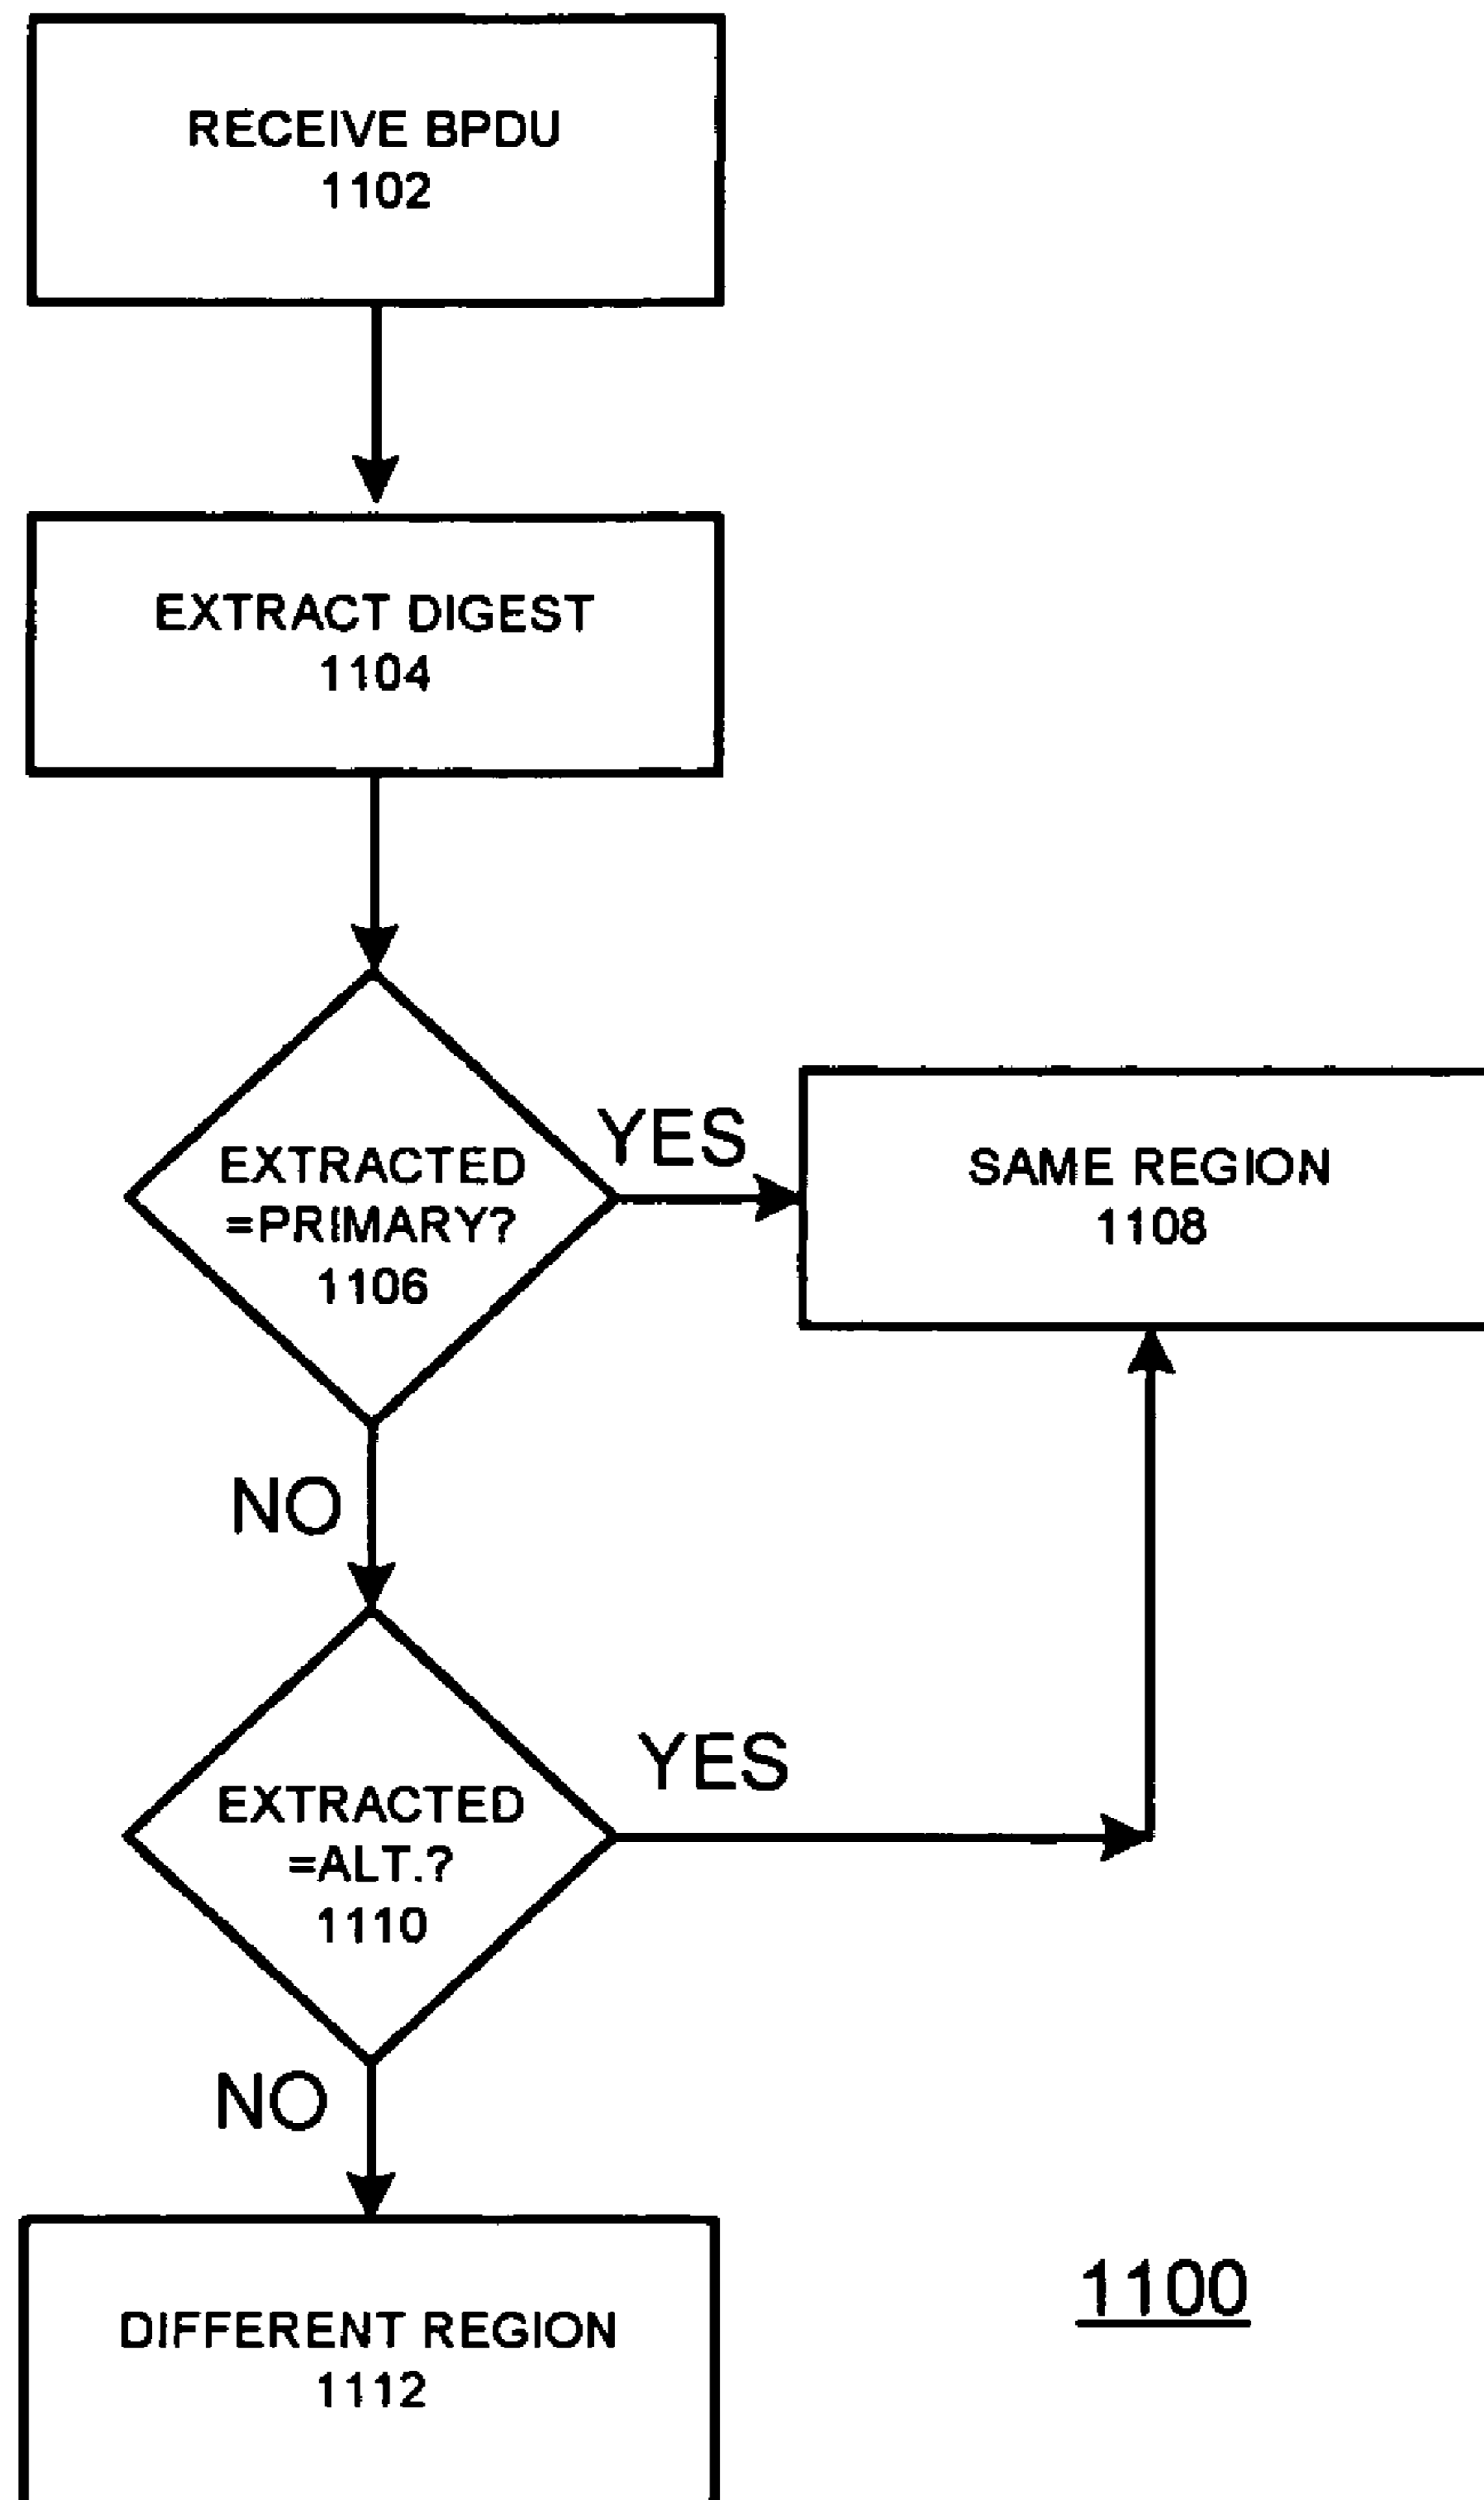 RECEIVE BPDU
1102
EXTRACT DIGEST
1104
EXTRACTED
=PRIMARY?
1106
YES
SAME REGION
1108
NO
EXTRACTED
=ALT.?
1110
YES
NO
DIFFERENT REGION
1112
1100